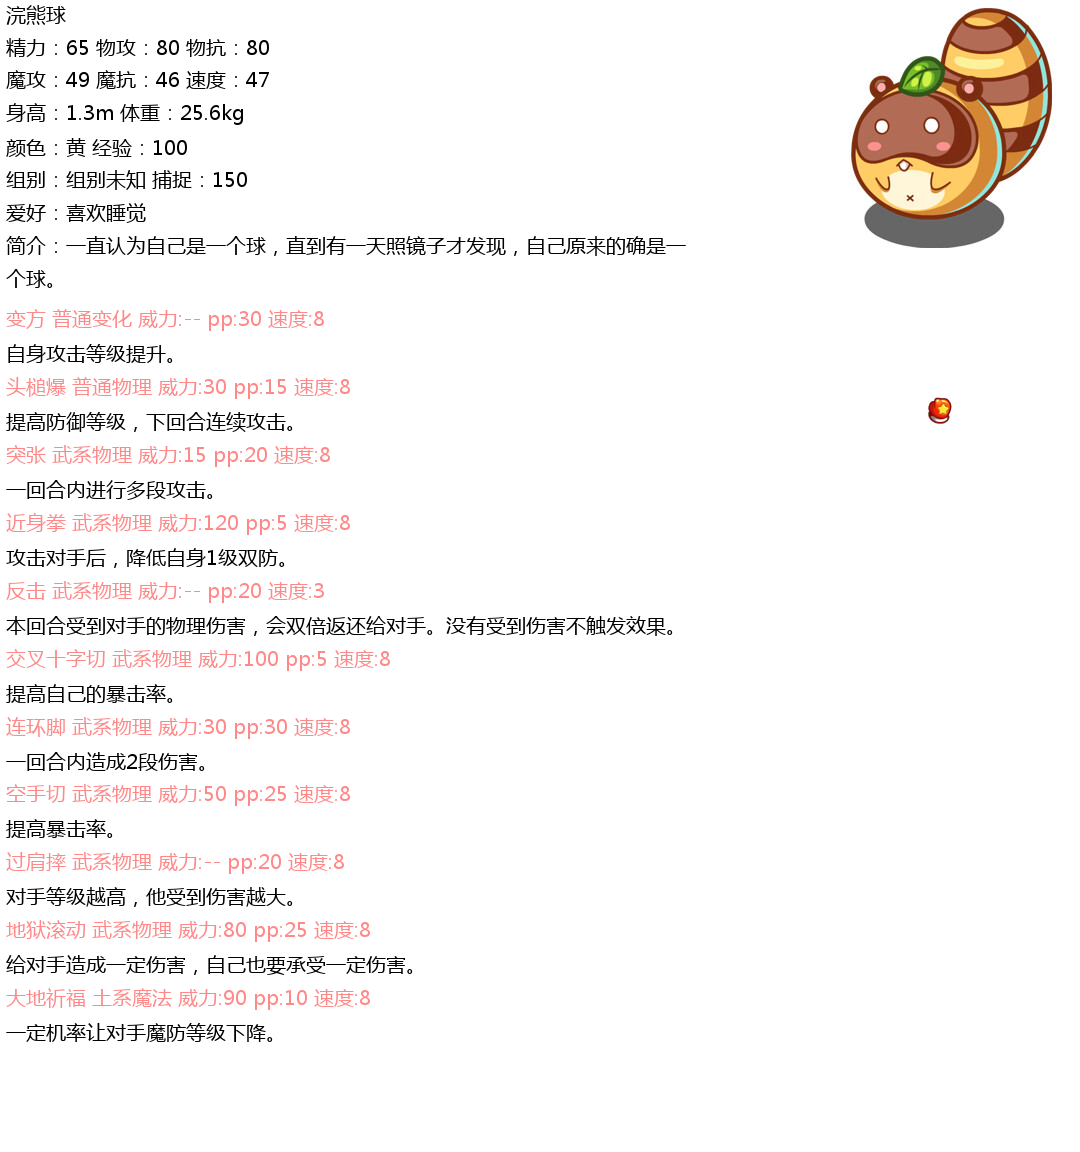 浣熊球
精力：65 物攻：80 物抗：80
魔攻：49 魔抗：46 速度：47
身高：1.3m 体重：25.6kg
颜色：黄 经验：100
组别：组别未知 捕捉：150
爱好：喜欢睡觉
简介：一直认为自己是一个球，直到有一天照镜子才发现，自己原来的确是一
个球。
变方 普通变化 威力:-- pp:30 速度:8
自身攻击等级提升。
头槌爆 普通物理 威力:30 pp:15 速度:8
提高防御等级，下回合连续攻击。
突张 武系物理 威力:15 pp:20 速度:8
一回合内进行多段攻击。
近身拳 武系物理 威力:120 pp:5 速度:8
攻击对手后，降低自身1级双防。
反击 武系物理 威力:-- pp:20 速度:3
本回合受到对手的物理伤害，会双倍返还给对手。没有受到伤害不触发效果。
交叉十字切 武系物理 威力:100 pp:5 速度:8
提高自己的暴击率。
连环脚 武系物理 威力:30 pp:30 速度:8
一回合内造成2段伤害。
空手切 武系物理 威力:50 pp:25 速度:8
提高暴击率。
过肩摔 武系物理 威力:-- pp:20 速度:8
对手等级越高，他受到伤害越大。
地狱滚动 武系物理 威力:80 pp:25 速度:8
给对手造成一定伤害，自己也要承受一定伤害。
大地祈福 土系魔法 威力:90 pp:10 速度:8
一定机率让对手魔防等级下降。